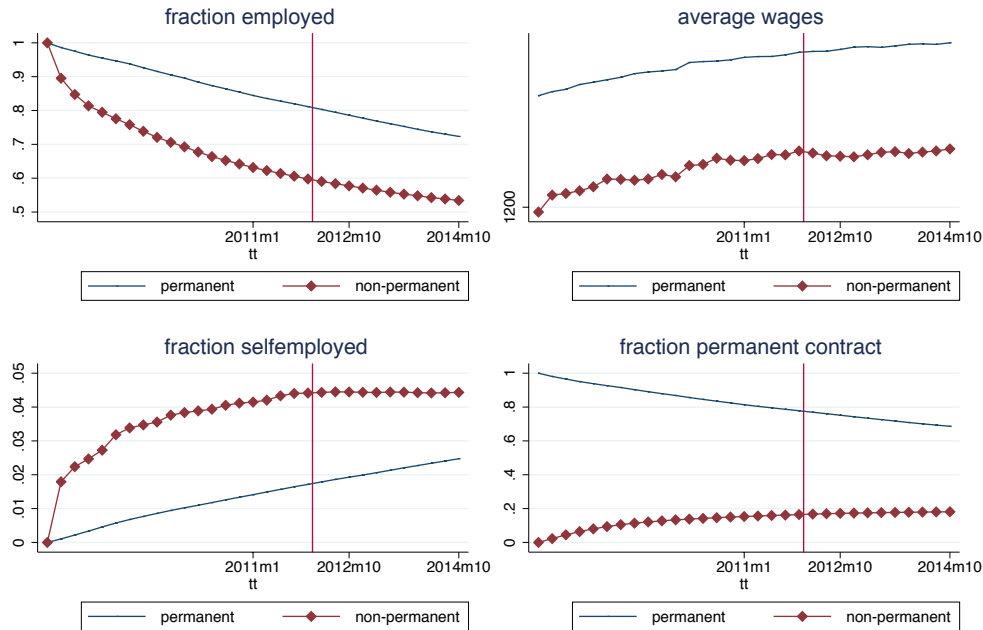 fraction employed
1
.9
.8
.7
.6
.5
2011m1 2012m10 2014m10
tt
permanent non-permanent
average wages
1200
2011m1 2012m10 2014m10
tt
permanent non-permanent
fraction selfemployed
.05
.04
.03
.02
.01
0
2011m1 2012m10 2014m10
tt
permanent non-permanent
fraction permanent contract
1
.8
.6
.4
.2
0
2011m1 2012m10 2014m10
tt
permanent non-permanent